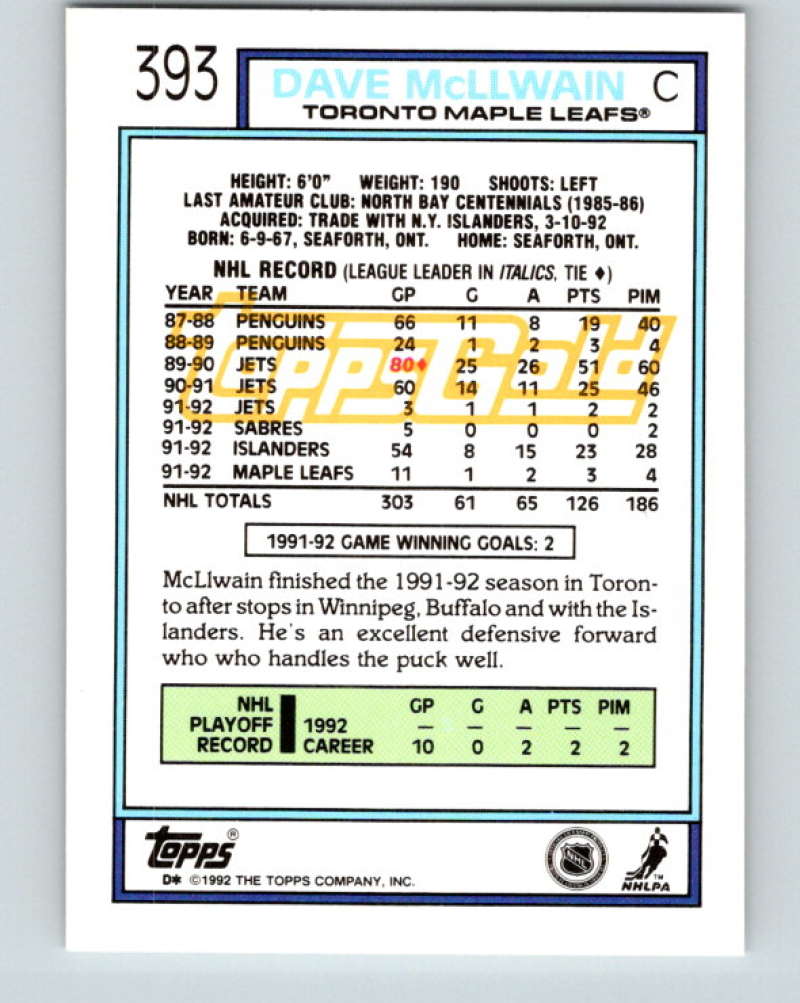 393 DAVE McLLWAIN C
TORONTO MAPLE LEAFS®
HEIGHT: 6'0" WEIGHT: 190 SHOOTS: LEFT
LAST AMATEUR CLUB: NORTH BAY CENTENNIALS (1985-86)
ACQUIRED: TRADE WITH N.Y. ISLANDERS, 3-10-92
BORN: 6-9-67, SEAFORTH, ONT. HOME: SEAFORTH, ONT.
NHL RECORD (LEAGUE LEADER IN ITALICS, TIE ♦)
YEAR TEAM GP G A PTS PIM
87-88 PENGUINS 66 11 8 19 40
88-89 PENGUINS 24 1 2 3 4
89-90 JETS 80♦ 25 26 51 60
90-91 JETS 60 14 11 25 46
91-92 JETS 3 1 1 2 2
91-92 SABRES 5 0 0 0 2
91-92 ISLANDERS 54 8 15 23 28
91-92 MAPLE LEAFS 11 1 2 3 4
NHL TOTALS 303 61 65 126 186
ToppsGold
1991-92 GAME WINNING GOALS: 2
McLlwain finished the 1991-92 season in Toron-
to after stops in Winnipeg, Buffalo and with the Is-
landers. He's an excellent defensive forward
who who handles the puck well.
NHL GP G A PTS PIM
PLAYOFF 1992 — — — — —
RECORD CAREER 10 0 2 2 2
TOPPS®
D* ©1992 THE TOPPS COMPANY, INC.
NHL
TM
NHLPA